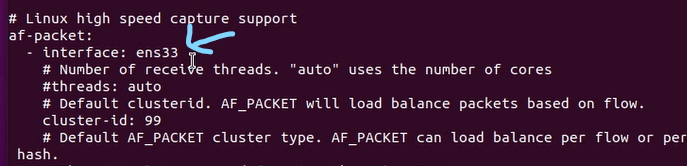 # Linux high speed capture support
af-packet:
  - interface: ens33
    # Number of receive threads. "auto" uses the number of cores
    #threads: auto
    # Default clusterid. AF_PACKET will load balance packets based on flow.
    cluster-id: 99
    # Default AF_PACKET cluster type. AF_PACKET can load balance per flow or per
 hash.